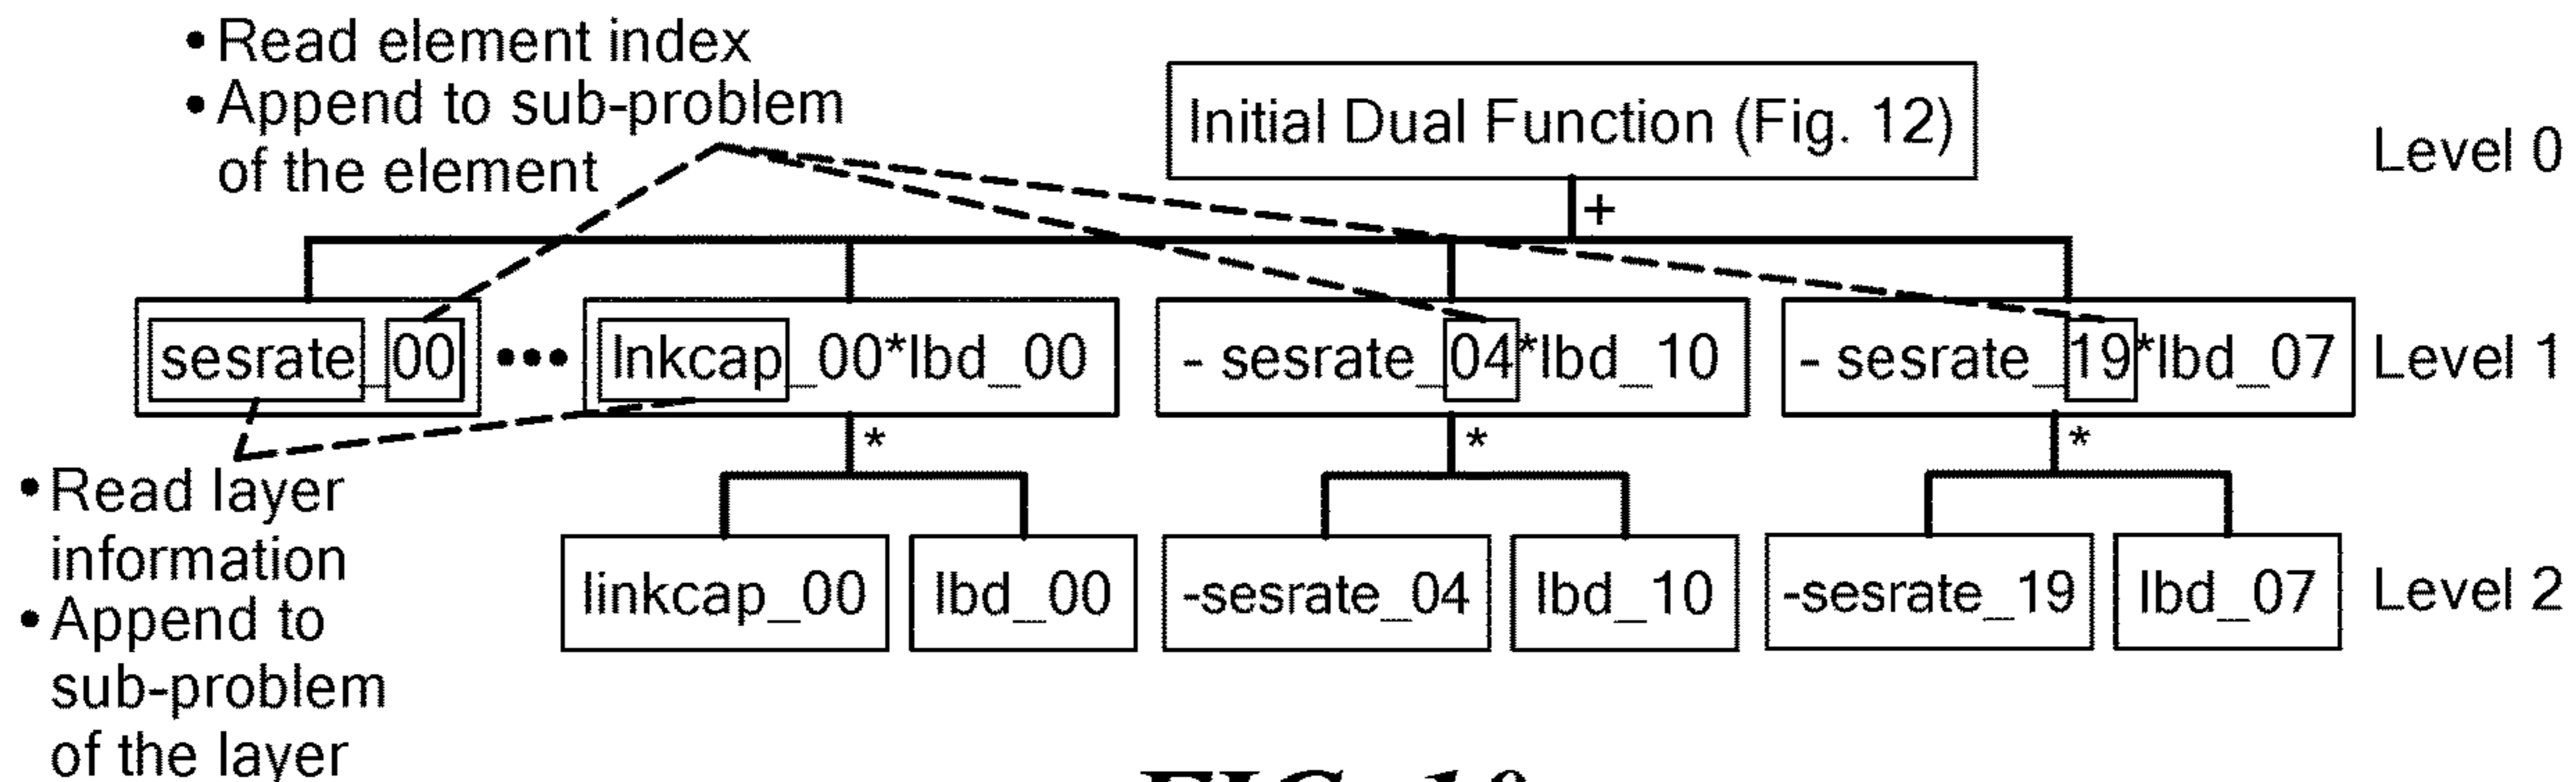 • Read element index
• Append to sub-problem
of the element
Initial Dual Function (Fig. 12)
Level 0
+
sesrate_00 ••• lnkcap_00*lbd_00 - sesrate_04*lbd_10 - sesrate_19*lbd_07 Level 1
* * *
• Read layer
information
• Append to
sub-problem
of the layer
linkcap_00 lbd_00 -sesrate_04 lbd_10 -sesrate_19 lbd_07 Level 2